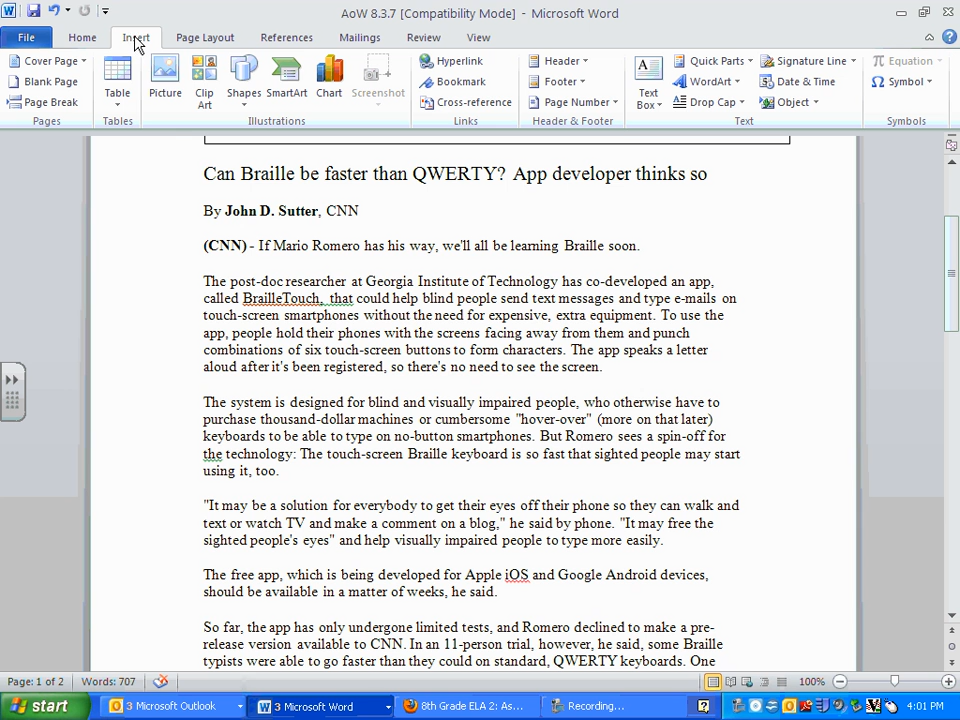 AoW 8.3.7 [Compatibility Mode] - Microsoft Word
File Home Insert Page Layout References Mailings Review View
Cover Page
Blank Page
Page Break
Pages
Table
Tables
Picture
Clip Art
Shapes
SmartArt
Chart
Screenshot
Illustrations
Hyperlink
Bookmark
Cross-reference
Links
Header
Footer
Page Number
Header & Footer
Text Box
Quick Parts
WordArt
Drop Cap
Signature Line
Date & Time
Object
Text
Equation
Symbol
Symbols
Can Braille be faster than QWERTY? App developer thinks so
By John D. Sutter, CNN
(CNN) - If Mario Romero has his way, we'll all be learning Braille soon.
The post-doc researcher at Georgia Institute of Technology has co-developed an app,
called BrailleTouch, that could help blind people send text messages and type e-mails on
touch-screen smartphones without the need for expensive, extra equipment. To use the
app, people hold their phones with the screens facing away from them and punch
combinations of six touch-screen buttons to form characters. The app speaks a letter
aloud after it's been registered, so there's no need to see the screen.
The system is designed for blind and visually impaired people, who otherwise have to
purchase thousand-dollar machines or cumbersome "hover-over" (more on that later)
keyboards to be able to type on no-button smartphones. But Romero sees a spin-off for
the technology: The touch-screen Braille keyboard is so fast that sighted people may start
using it, too.
"It may be a solution for everybody to get their eyes off their phone so they can walk and
text or watch TV and make a comment on a blog," he said by phone. "It may free the
sighted people's eyes" and help visually impaired people to type more easily.
The free app, which is being developed for Apple iOS and Google Android devices,
should be available in a matter of weeks, he said.
So far, the app has only undergone limited tests, and Romero declined to make a pre-
release version available to CNN. In an 11-person trial, however, he said, some Braille
typists were able to go faster than they could on standard, QWERTY keyboards. One
Page: 1 of 2 Words: 707 100%
start 3 Microsoft Outlook 3 Microsoft Word 8th Grade ELA 2: As... Recording... 4:01 PM